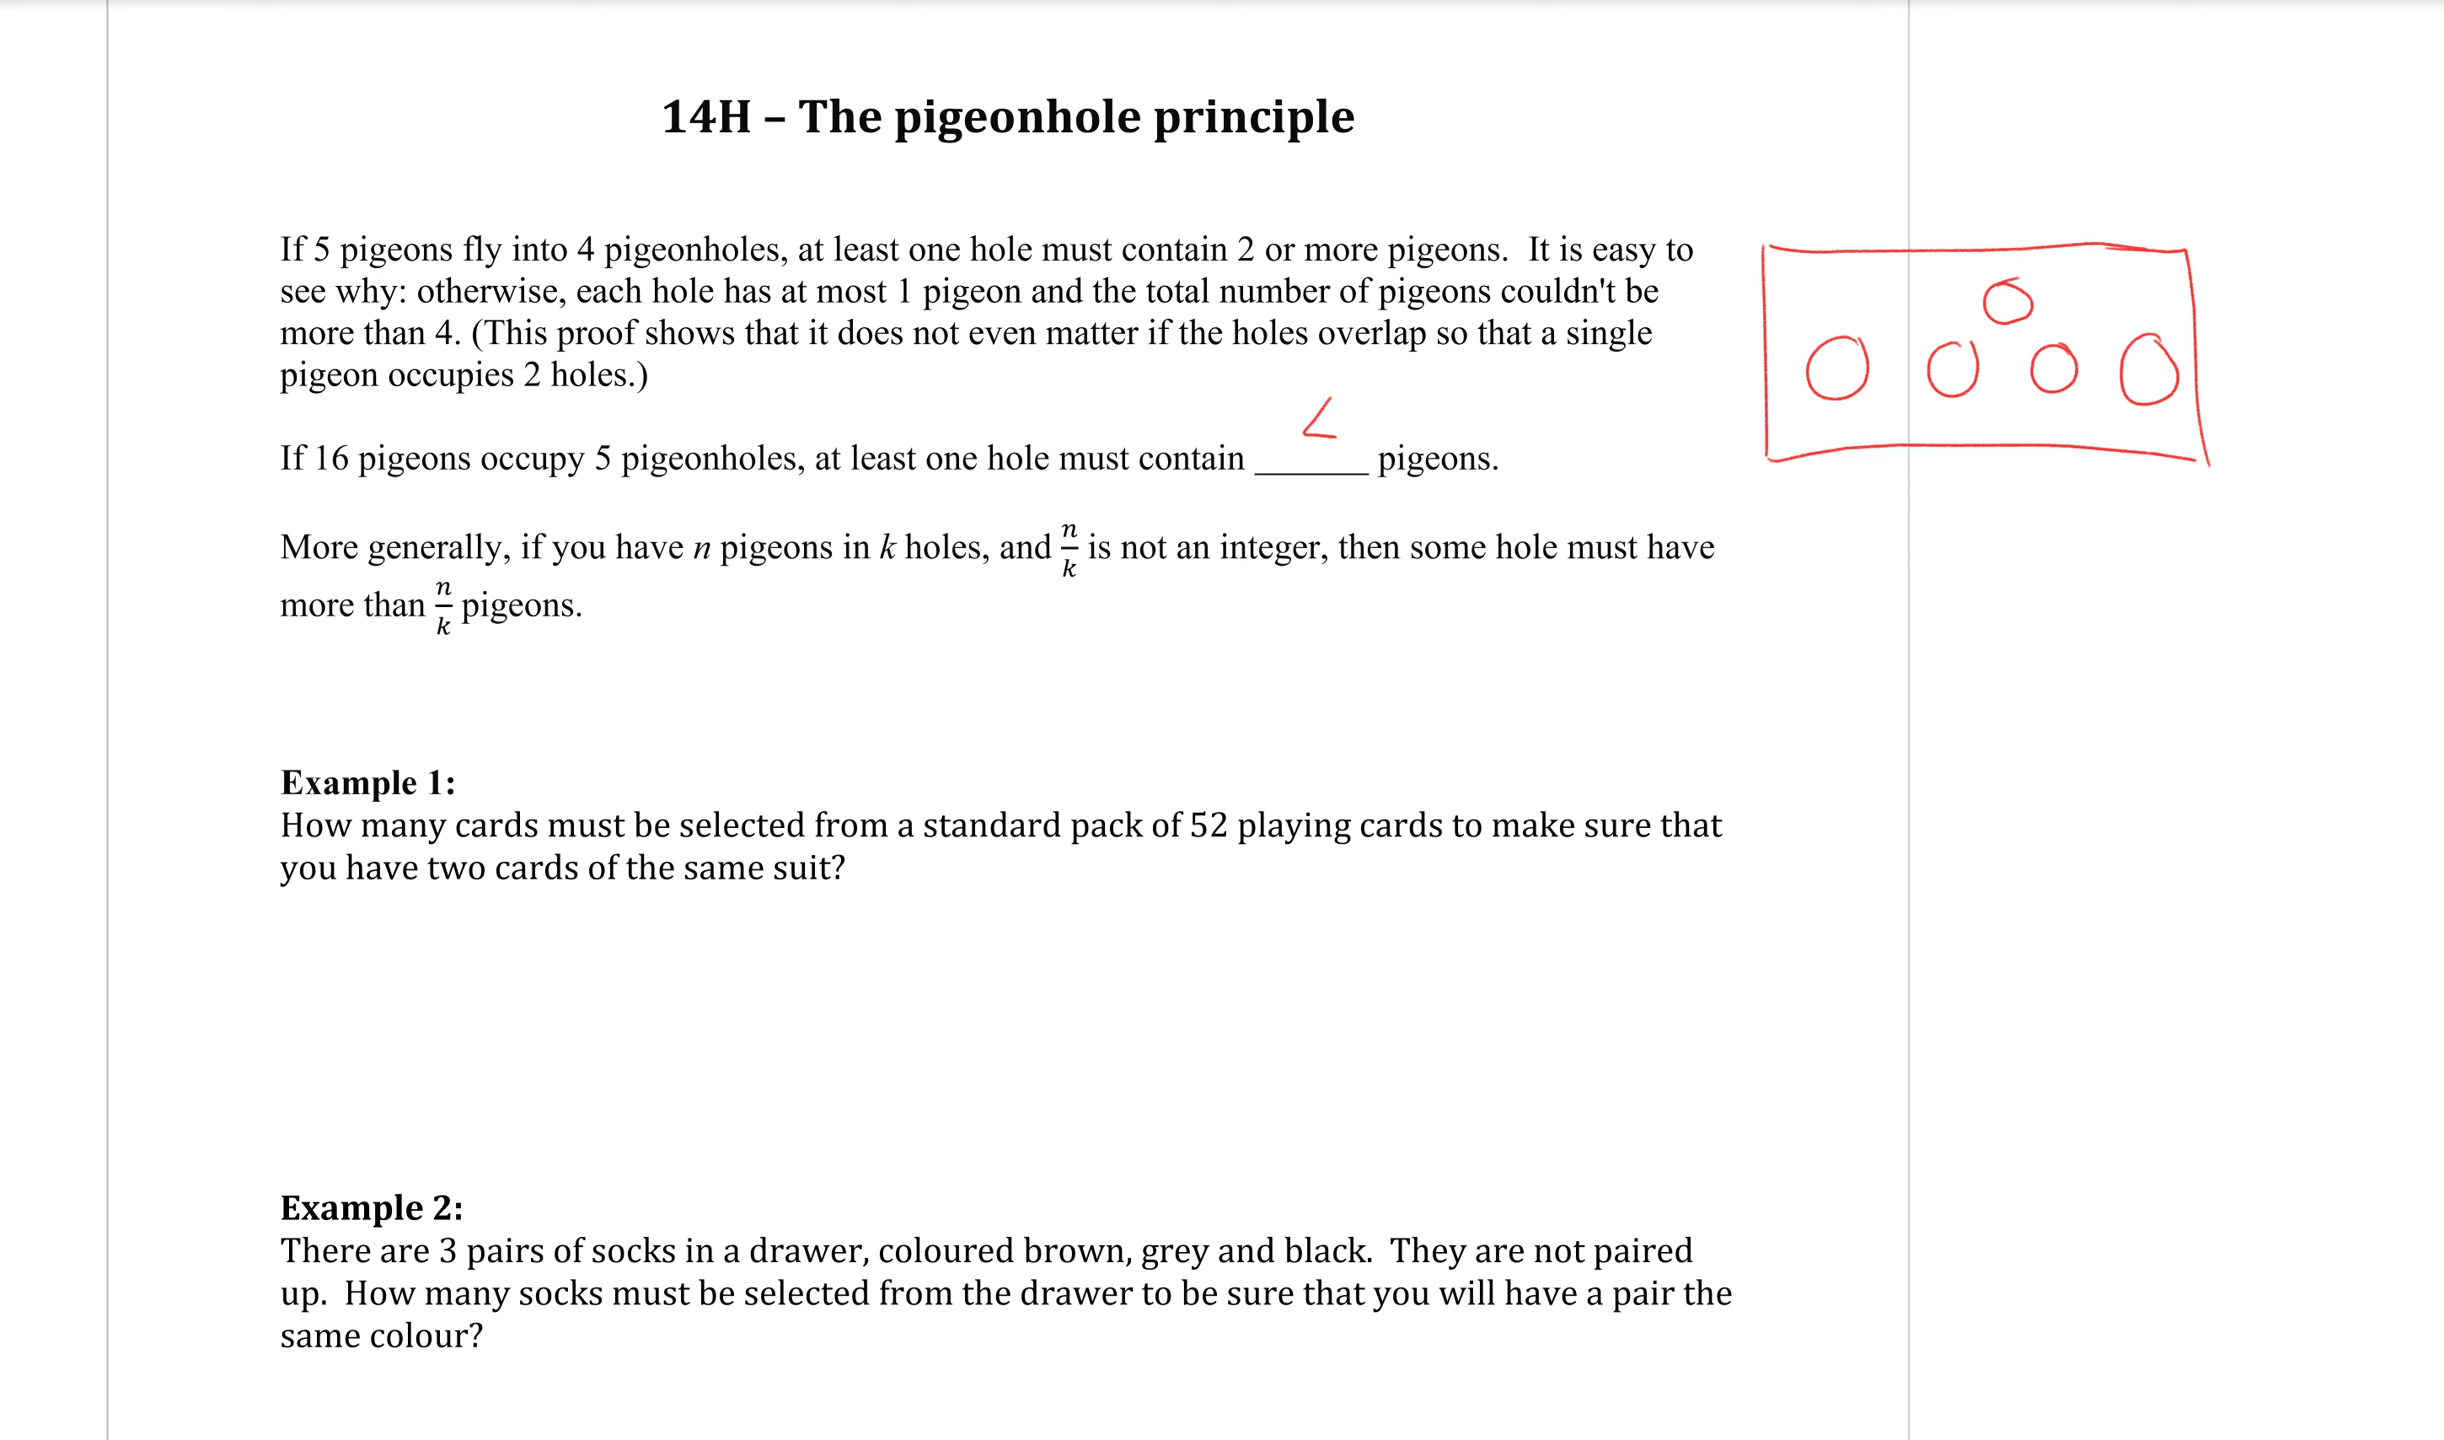 14H – The pigeonhole principle
If 5 pigeons fly into 4 pigeonholes, at least one hole must contain 2 or more pigeons.  It is easy to
see why: otherwise, each hole has at most 1 pigeon and the total number of pigeons couldn't be
more than 4. (This proof shows that it does not even matter if the holes overlap so that a single
pigeon occupies 2 holes.)
If 16 pigeons occupy 5 pigeonholes, at least one hole must contain ______ pigeons.
More generally, if you have n pigeons in k holes, and n/k is not an integer, then some hole must have
more than n/k pigeons.
Example 1:
How many cards must be selected from a standard pack of 52 playing cards to make sure that
you have two cards of the same suit?
Example 2:
There are 3 pairs of socks in a drawer, coloured brown, grey and black.  They are not paired
up.  How many socks must be selected from the drawer to be sure that you will have a pair the
same colour?